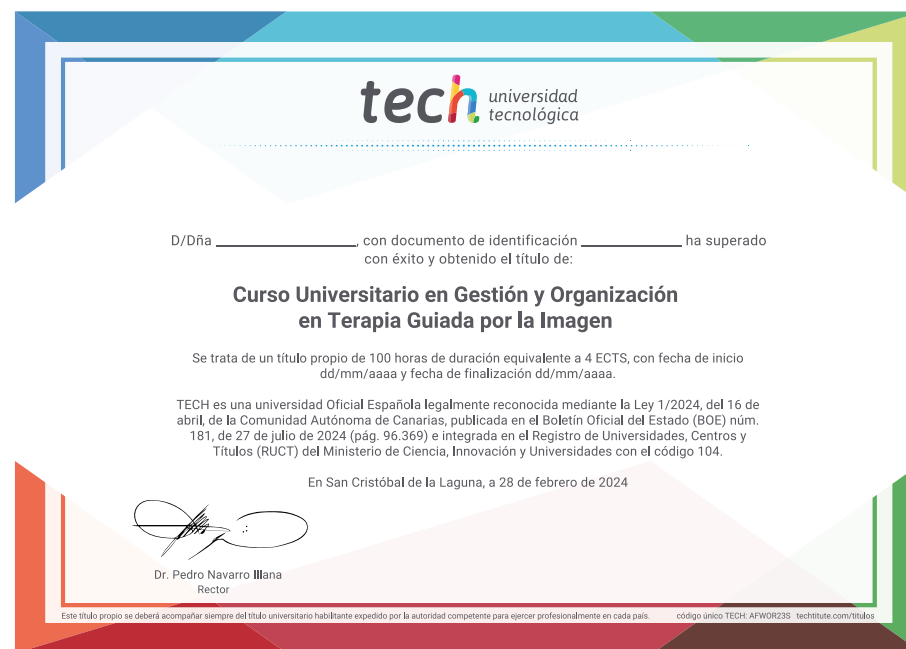 tech universidad
tecnológica
D/Dña ____________________, con documento de identificación ______________ ha superado
con éxito y obtenido el título de:
Curso Universitario en Gestión y Organización
en Terapia Guiada por la Imagen
Se trata de un título propio de 100 horas de duración equivalente a 4 ECTS, con fecha de inicio
dd/mm/aaaa y fecha de finalización dd/mm/aaaa.
TECH es una universidad Oficial Española legalmente reconocida mediante la Ley 1/2024, del 16 de
abril, de la Comunidad Autónoma de Canarias, publicada en el Boletín Oficial del Estado (BOE) núm.
181, de 27 de julio de 2024 (pág. 96.369) e integrada en el Registro de Universidades, Centros y
Títulos (RUCT) del Ministerio de Ciencia, Innovación y Universidades con el código 104.
En San Cristóbal de la Laguna, a 28 de febrero de 2024
Dr. Pedro Navarro Illana
Rector
Este título propio se deberá acompañar siempre del título universitario habilitante expedido por la autoridad competente para ejercer profesionalmente en cada país. código único TECH: AFWOR23S techtitute.com/titulos